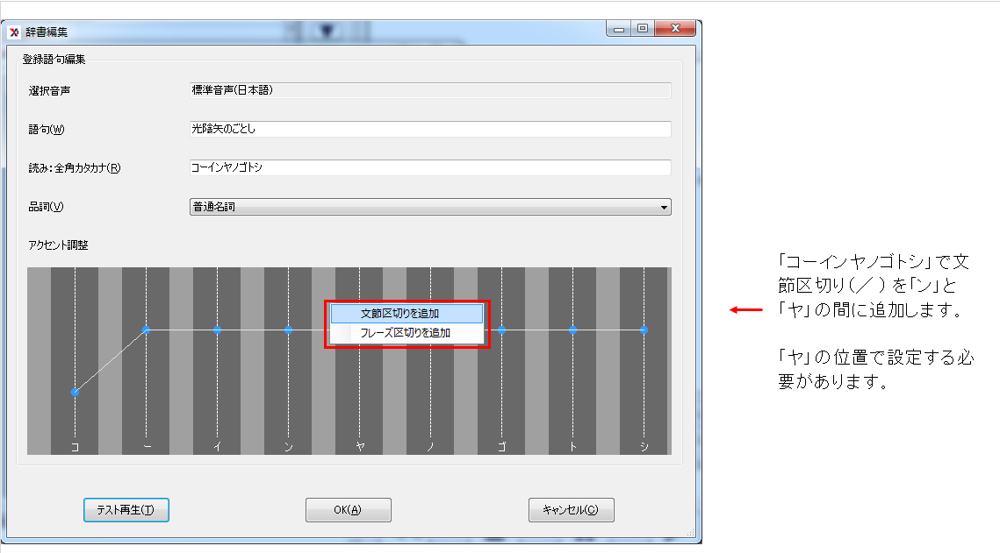 辞書編集
登録語句編集
選択音声
標準音声(日本語)
語句(W)
光陰矢のごとし
読み:全角カタカナ(R)
コーインヤノゴトシ
品詞(V)
普通名詞
アクセント調整
文節区切りを追加
フレーズ区切りを追加
コ ー イ ン ヤ ノ ゴ ト シ
テスト再生(T)
OK(A)
キャンセル(C)
「コーインヤノゴトシ」で文
節区切り(／)を「ン」と
「ヤ」の間に追加します。
「ヤ」の位置で設定する必
要があります。